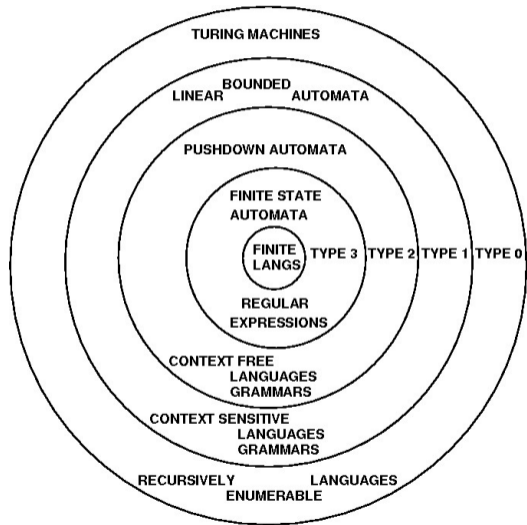 TURING MACHINES
BOUNDED
LINEAR AUTOMATA
PUSHDOWN AUTOMATA
FINITE STATE
AUTOMATA
FINITE
LANGS
TYPE 3 TYPE 2 TYPE 1 TYPE 0
REGULAR
EXPRESSIONS
CONTEXT FREE
LANGUAGES
GRAMMARS
CONTEXT SENSITIVE
LANGUAGES
GRAMMARS
RECURSIVELY LANGUAGES
ENUMERABLE